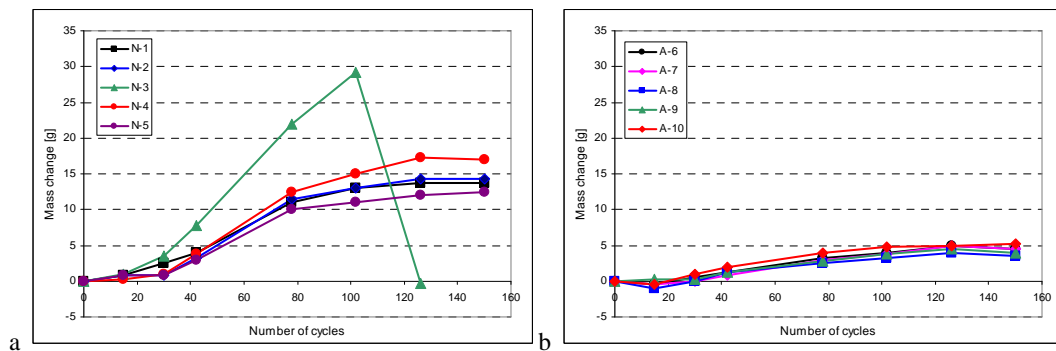 35
30
25
20
15
10
5
0
-5
Mass change [g]
N-1
N-2
N-3
N-4
N-5
0 20 40 60 80 100 120 140 160
Number of cycles
a
35
30
25
20
15
10
5
0
-5
Mass change [g]
A-6
A-7
A-8
A-9
A-10
0 20 40 60 80 100 120 140 160
Number of cycles
b